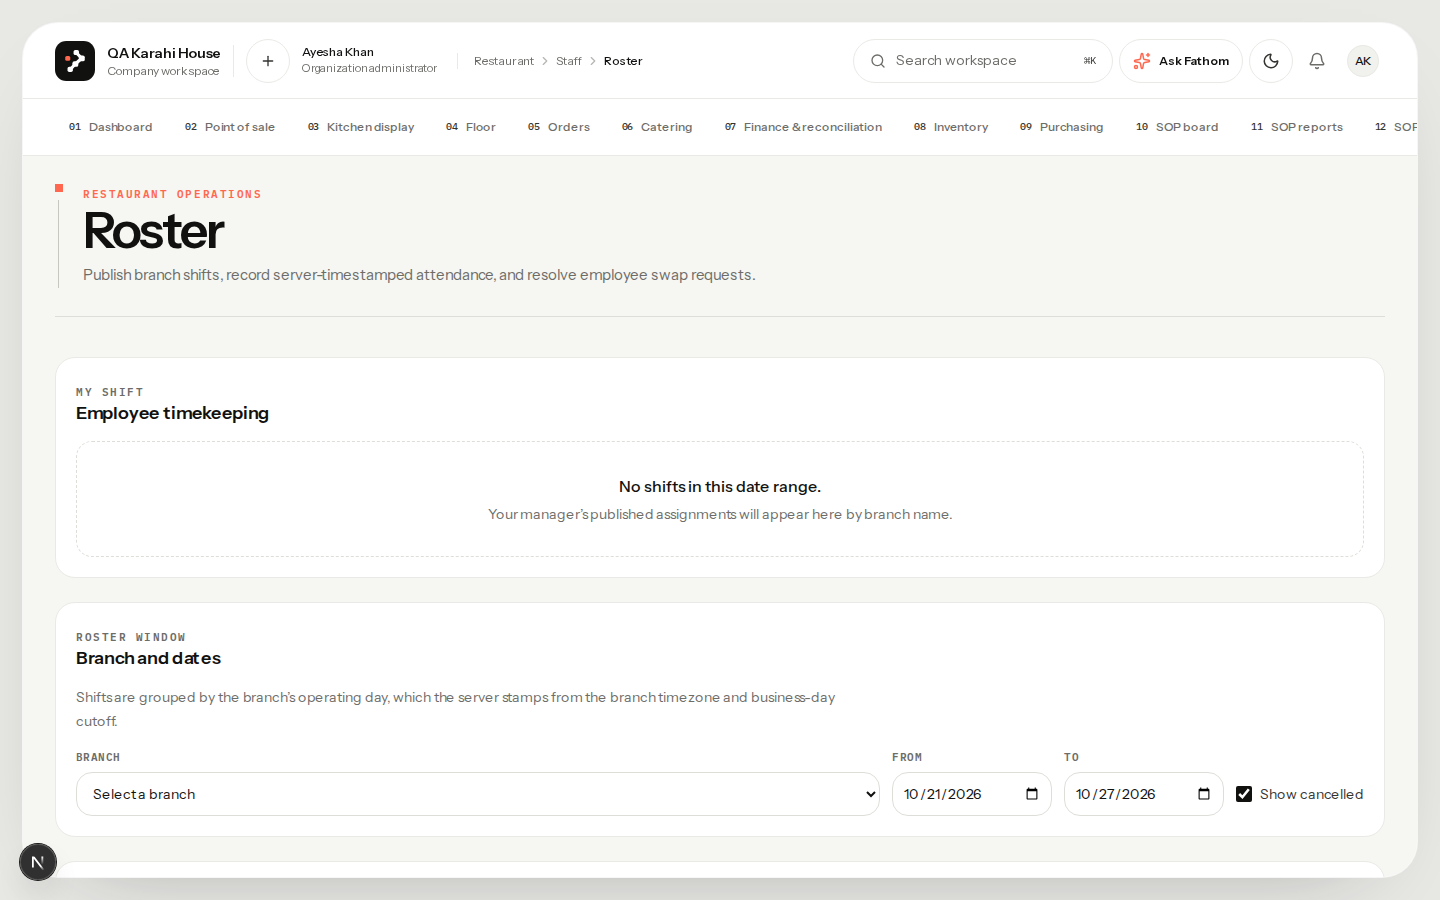 QA Karahi House
Company workspace
Ayesha Khan
Organization administrator
Restaurant > Staff > Roster
Search workspace ⌘K
Ask Fathom
AK
01 Dashboard
02 Point of sale
03 Kitchen display
04 Floor
05 Orders
06 Catering
07 Finance & reconciliation
08 Inventory
09 Purchasing
10 SOP board
11 SOP reports
12 SOP
RESTAURANT OPERATIONS
Roster
Publish branch shifts, record server-timestamped attendance, and resolve employee swap requests.
MY SHIFT
Employee timekeeping
No shifts in this date range.
Your manager's published assignments will appear here by branch name.
ROSTER WINDOW
Branch and dates
Shifts are grouped by the branch's operating day, which the server stamps from the branch timezone and business-day
cutoff.
BRANCH
Select a branch
FROM
10/21/2026
TO
10/27/2026
Show cancelled
N